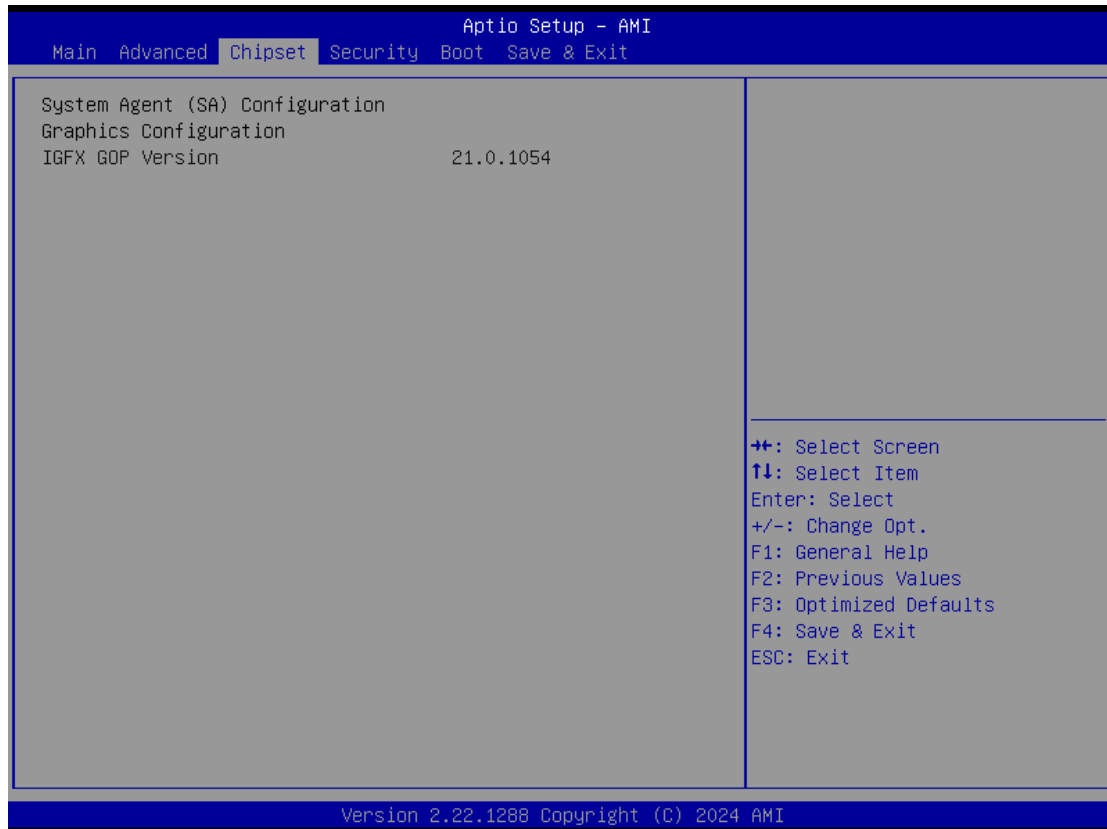 Aptio Setup - AMI
Main Advanced Chipset Security Boot Save & Exit
System Agent (SA) Configuration
Graphics Configuration
IGFX GOP Version 21.0.1054
→←: Select Screen
↑↓: Select Item
Enter: Select
+/-: Change Opt.
F1: General Help
F2: Previous Values
F3: Optimized Defaults
F4: Save & Exit
ESC: Exit
Version 2.22.1288 Copyright (C) 2024 AMI